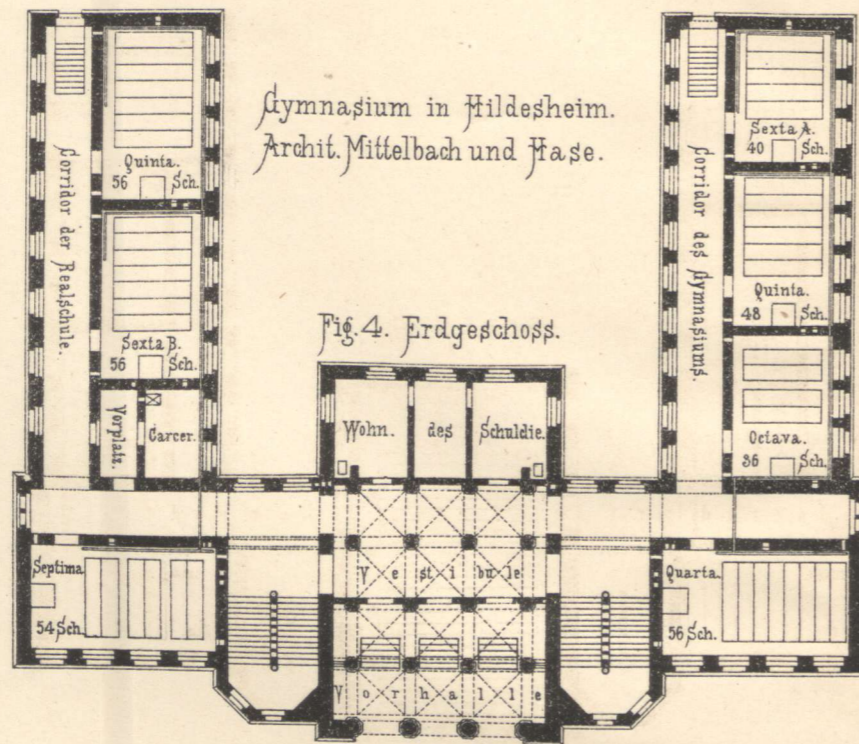 Gymnasium in Hildesheim.
Archit. Mittelbach und Hase.
Fig. 4. Erdgeschoss.
Corridor der Realschule.
Quinta.
56 Sch.
Sexta B.
56 Sch.
Vorplatz.
Carcer.
Septima
54 Sch.
Wohn. des Schuldie.
Vestibule
Vorhalle
Corridor des Gymnasiums.
Sexta A.
40 Sch.
Quinta.
48 Sch.
Octava.
36 Sch.
Quarta.
56 Sch.